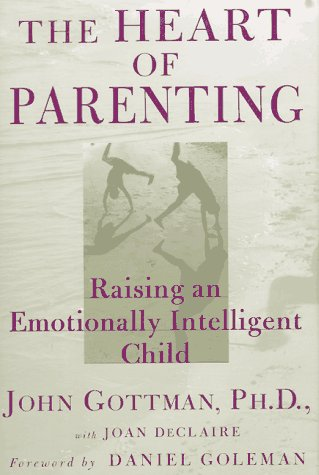 THE HEART
OF
PARENTING
Raising an
Emotionally Intelligent
Child
JOHN GOTTMAN, PH.D.,
with JOAN DECLAIRE
Foreword by DANIEL GOLEMAN